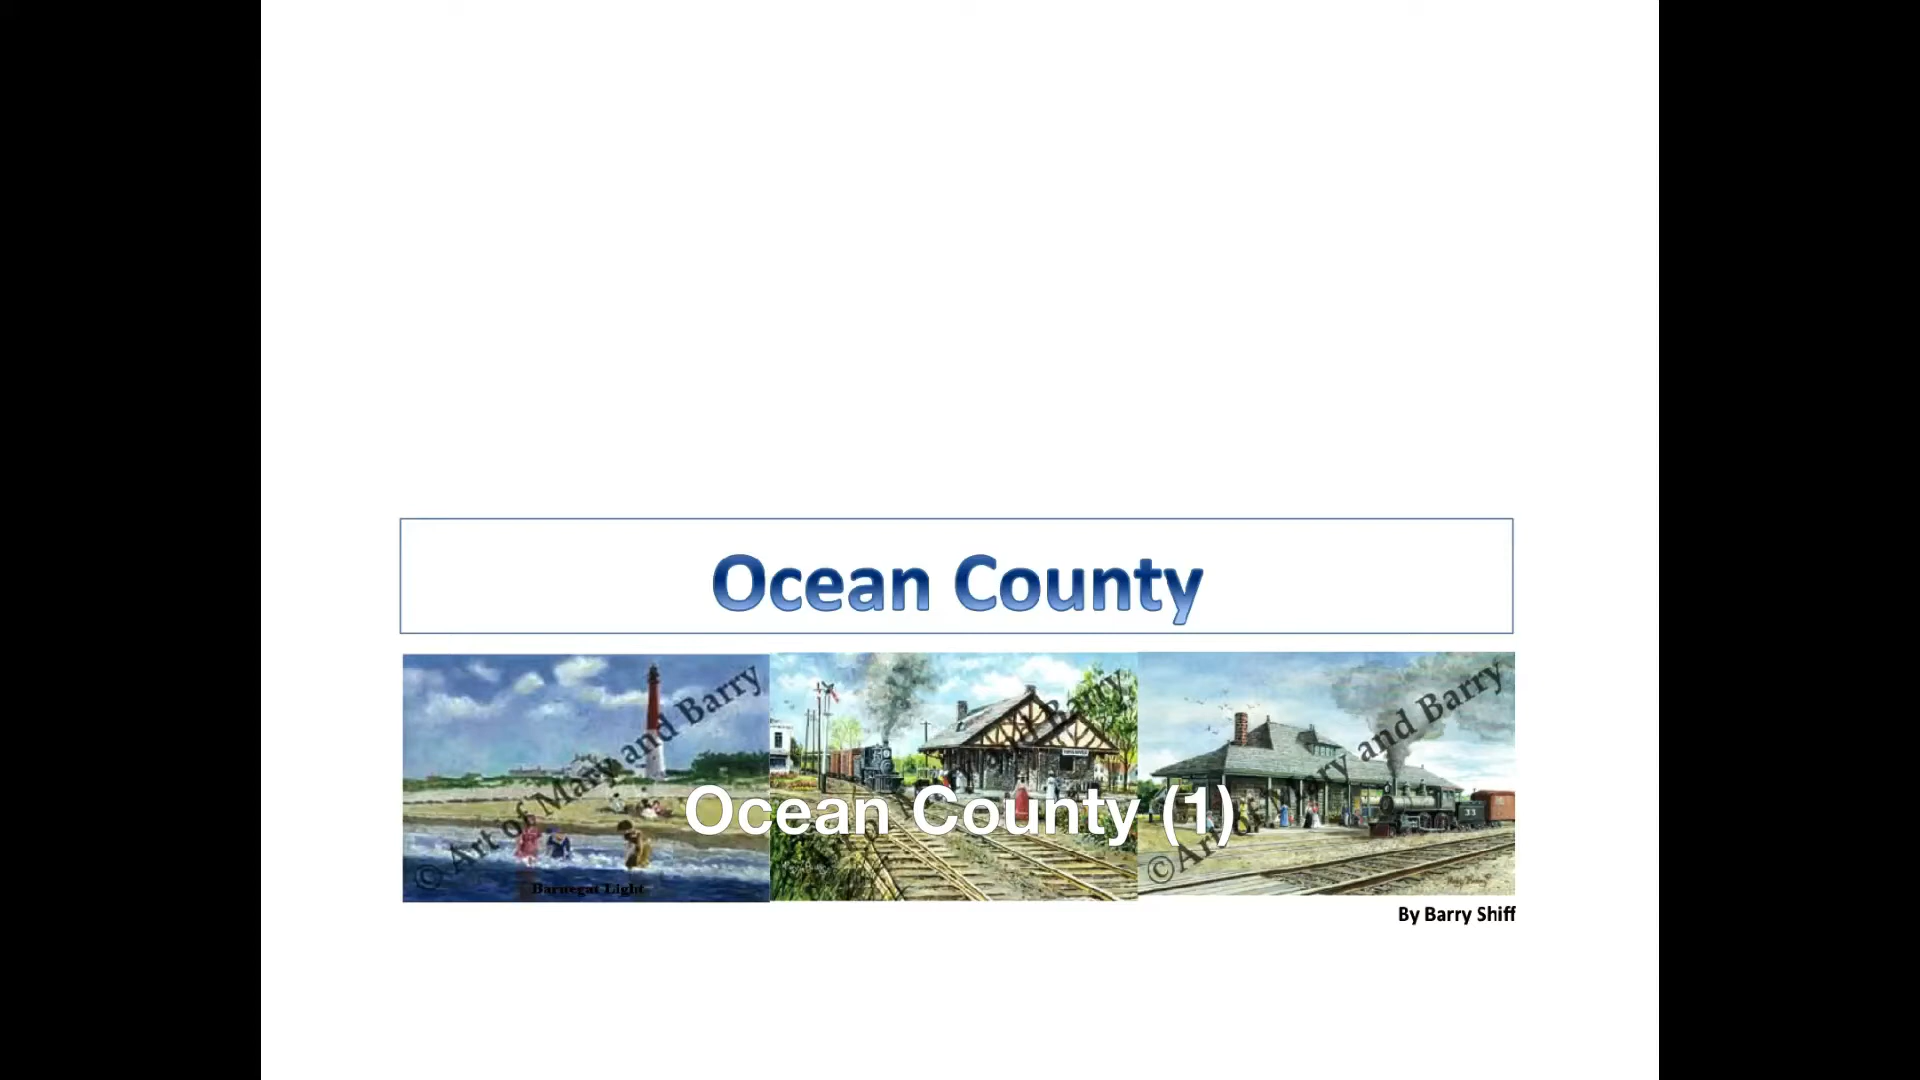 Ocean County
© Art of Mary and Barry
©Art of Mary and Barry
Ocean County (1)
Barnegat Light
By Barry Shiff